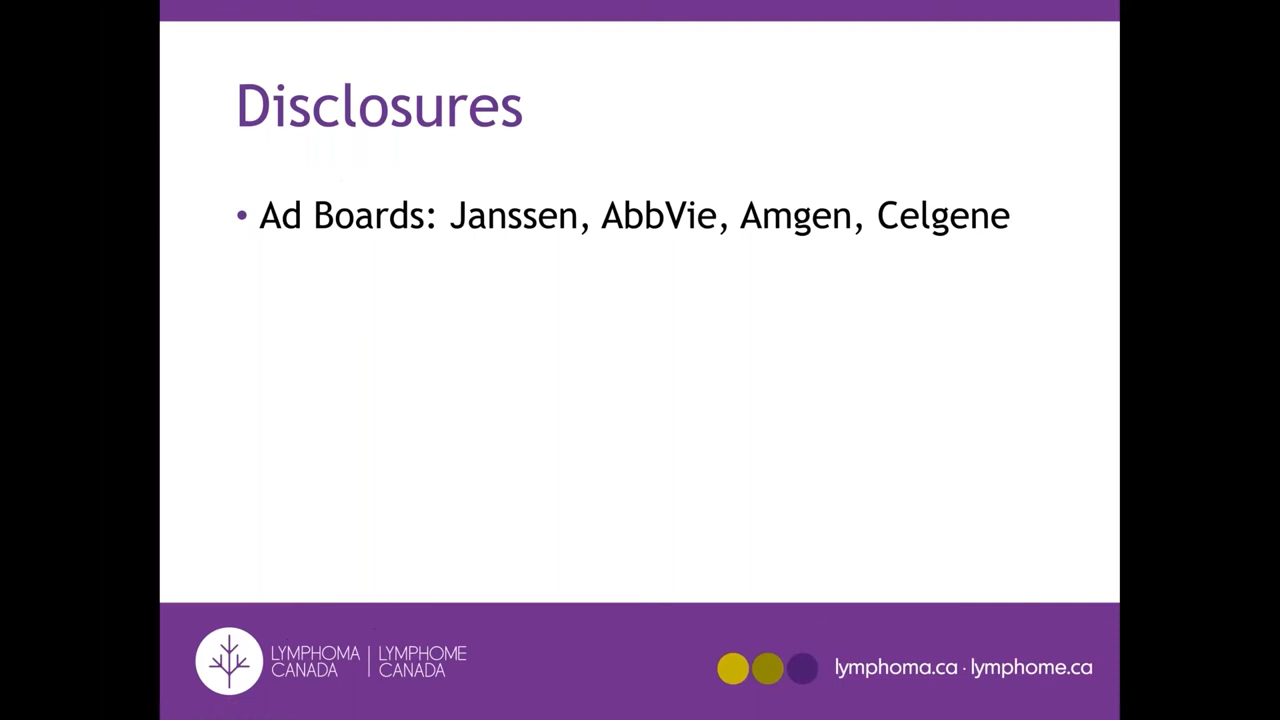 Disclosures
• Ad Boards: Janssen, AbbVie, Amgen, Celgene
LYMPHOMA CANADA | LYMPHOME CANADA
lymphoma.ca · lymphome.ca